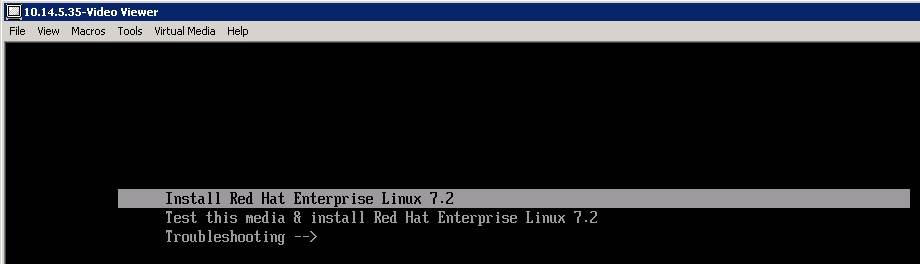 10.14.5.35-Video Viewer
File View Macros Tools Virtual Media Help
Install Red Hat Enterprise Linux 7.2
Test this media & install Red Hat Enterprise Linux 7.2
Troubleshooting -->